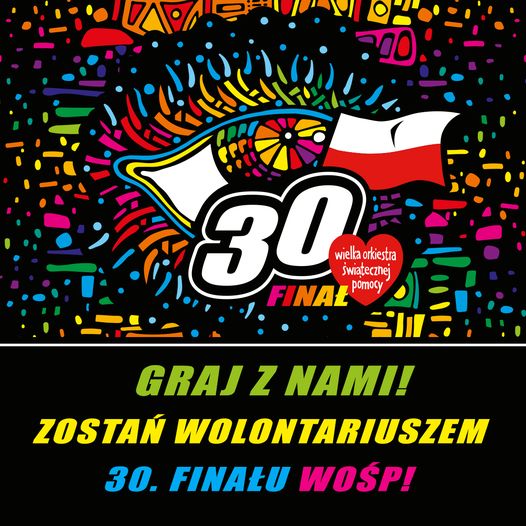 30
FINAŁ
wielka orkiestra
świątecznej
pomocy
GRAJ Z NAMI!
ZOSTAŃ WOLONTARIUSZEM
30. FINAŁU WOŚP!